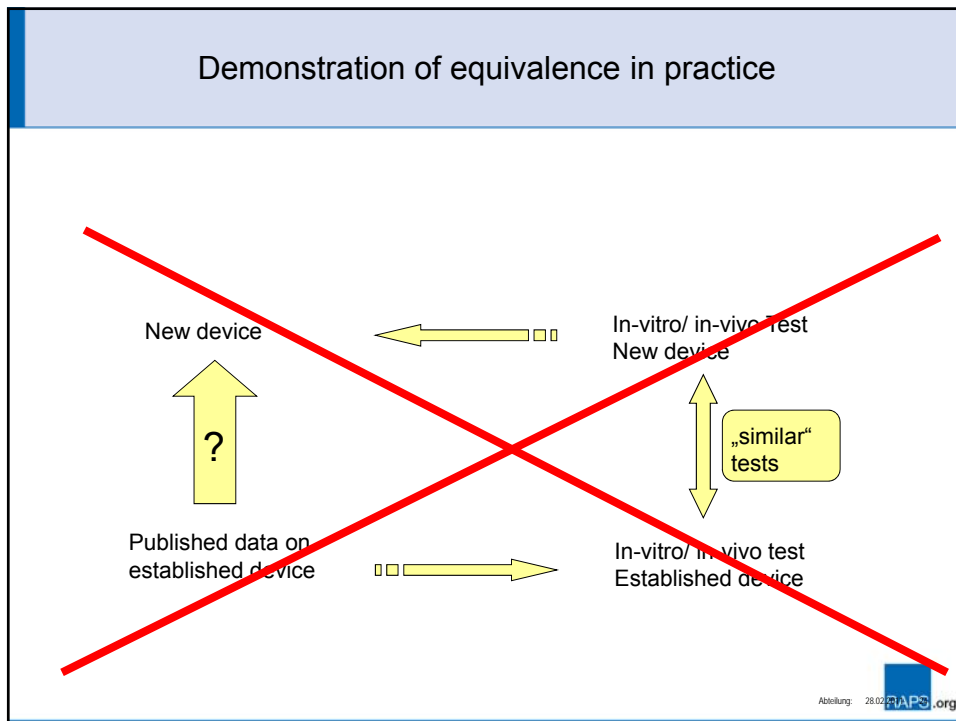 Demonstration of equivalence in practice
New device
In-vitro/ in-vivo Test
New device
?
„similar“
tests
Published data on
established device
In-vitro/ in-vivo test
Established device
Abteilung:
RAPS.org